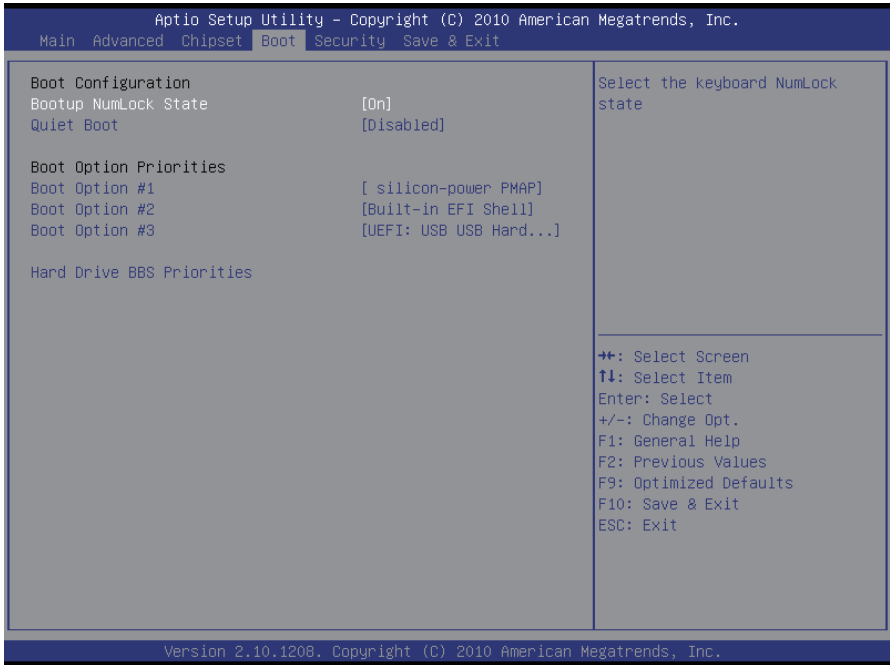 Aptio Setup Utility – Copyright (C) 2010 American Megatrends, Inc.
Main Advanced Chipset Boot Security Save & Exit
Boot Configuration
Bootup NumLock State [On]
Quiet Boot [Disabled]
Boot Option Priorities
Boot Option #1 [ silicon-power PMAP]
Boot Option #2 [Built-in EFI Shell]
Boot Option #3 [UEFI: USB USB Hard...]
Hard Drive BBS Priorities
Select the keyboard NumLock
state
→←: Select Screen
↑↓: Select Item
Enter: Select
+/-: Change Opt.
F1: General Help
F2: Previous Values
F9: Optimized Defaults
F10: Save & Exit
ESC: Exit
Version 2.10.1208. Copyright (C) 2010 American Megatrends, Inc.